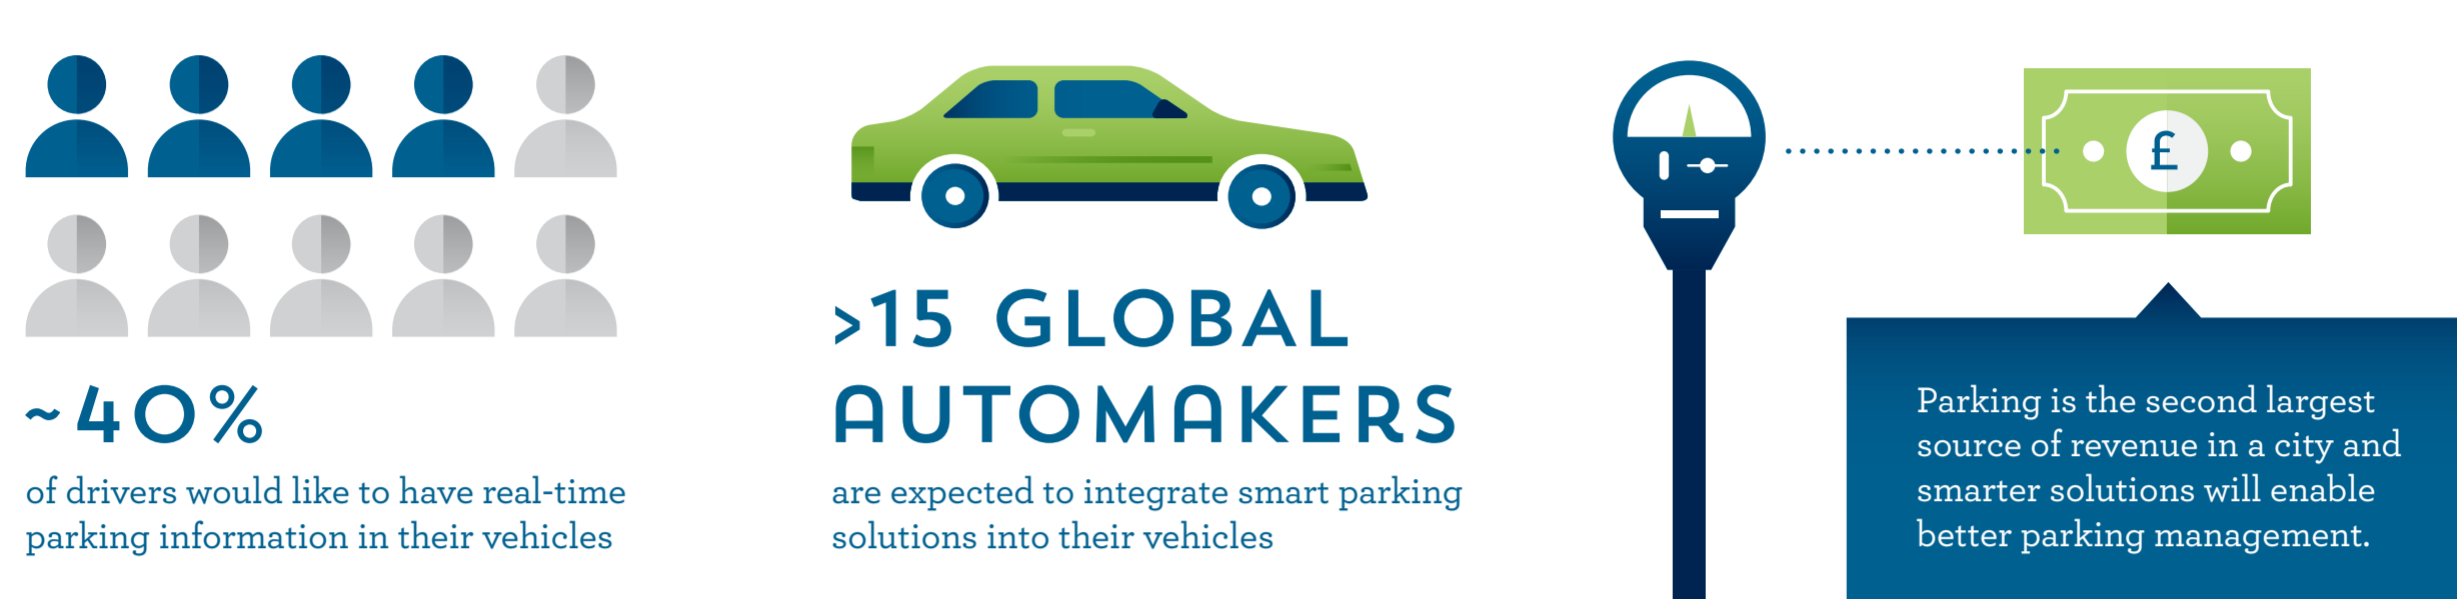 ~40%
of drivers would like to have real-time
parking information in their vehicles
>15 GLOBAL
AUTOMAKERS
are expected to integrate smart parking
solutions into their vehicles
£
Parking is the second largest
source of revenue in a city and
smarter solutions will enable
better parking management.